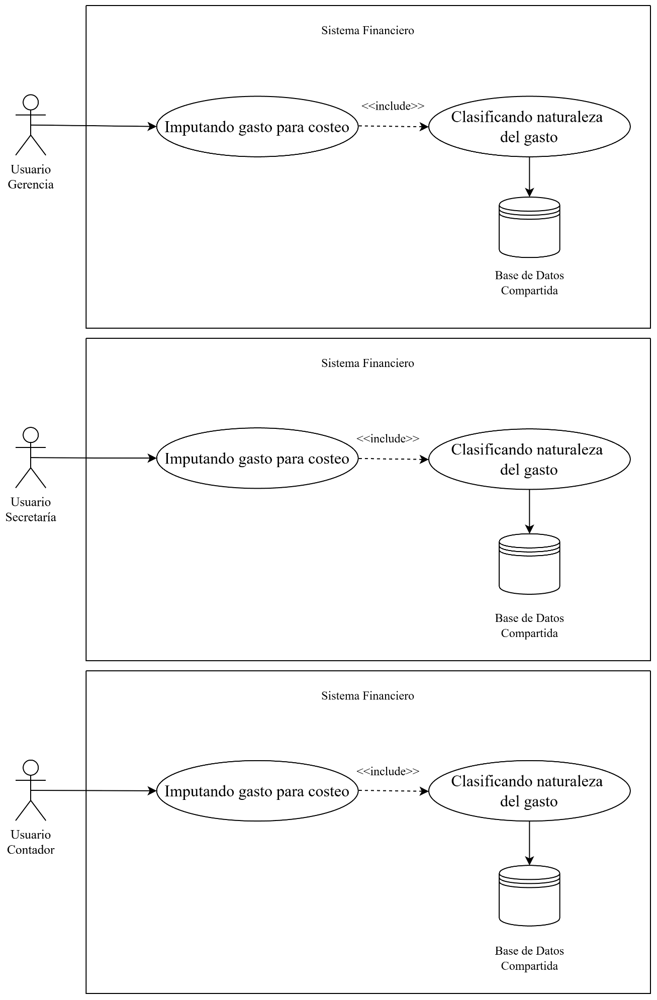 Sistema Financiero
<<include>>
Imputando gasto para costeo
Clasificando naturaleza
del gasto
Usuario
Gerencia
Base de Datos
Compartida
Sistema Financiero
<<include>>
Imputando gasto para costeo
Clasificando naturaleza
del gasto
Usuario
Secretaría
Base de Datos
Compartida
Sistema Financiero
<<include>>
Imputando gasto para costeo
Clasificando naturaleza
del gasto
Usuario
Contador
Base de Datos
Compartida